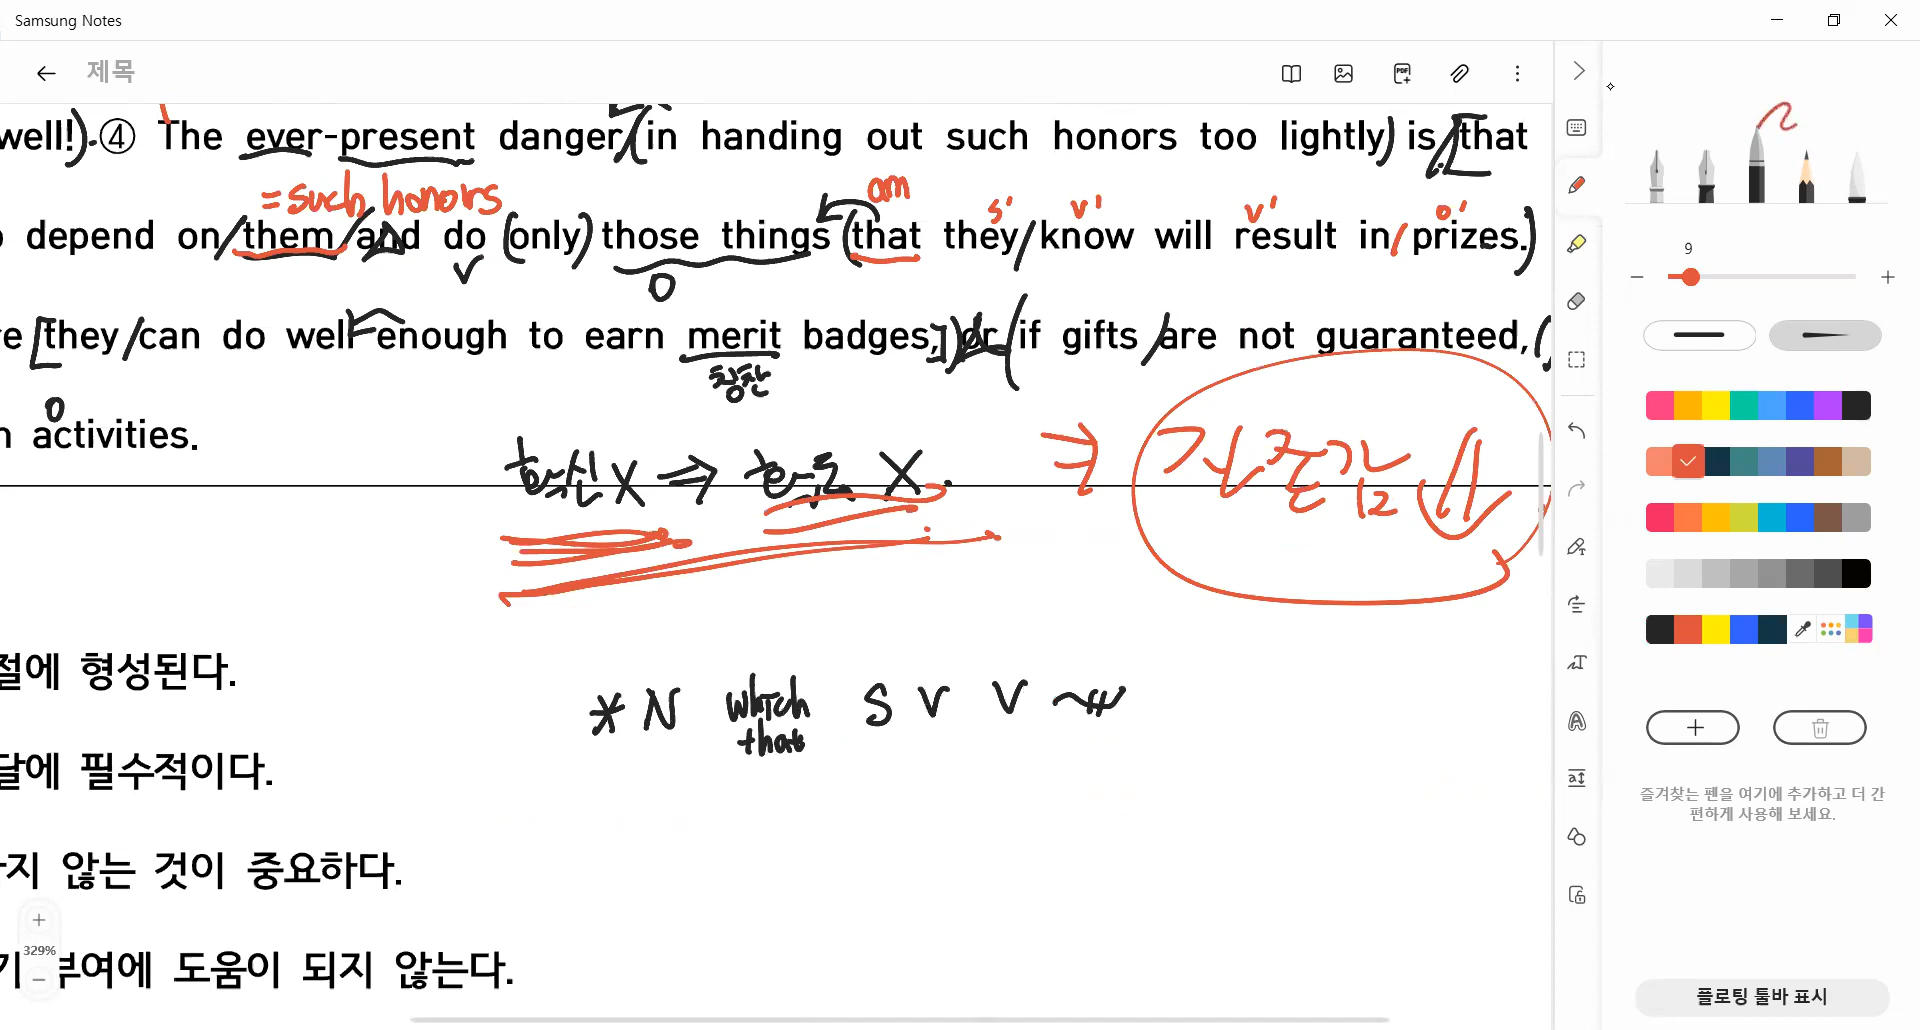 Samsung Notes
제목
well!). ④ The ever-present danger (in handing out such honors too lightly) is that
= such honors
am
s' v' v' o'
depend on them and do (only) those things (that they know will result in prizes.)
v
o
they can do well enough to earn merit badges, or if gifts are not guaranteed,
칭찬
o
activities.
확신 X ⇒ 활동 X.
자존감
절에 형성된다.
* N which S V V ~
that
달에 필수적이다.
지 않는 것이 중요하다.
기 부여에 도움이 되지 않는다.
+
329%
−
9
즐겨찾는 펜을 여기에 추가하고 더 간
편하게 사용해 보세요.
플로팅 툴바 표시